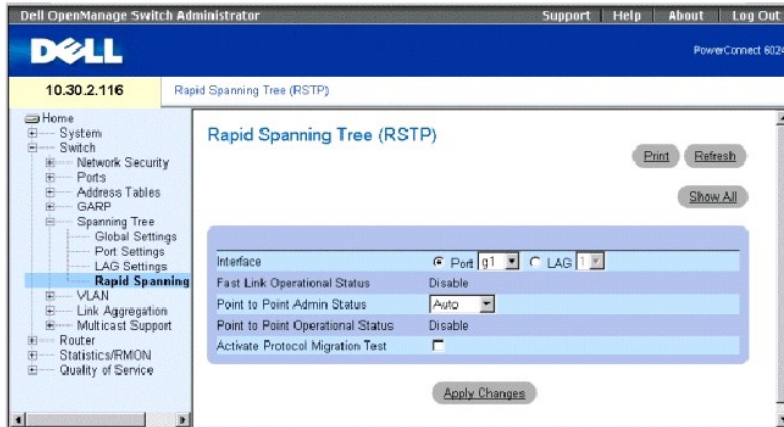 Dell OpenManage Switch Administrator
Support Help About Log Out
DELL
PowerConnect 6024
10.30.2.116
Rapid Spanning Tree (RSTP)
Home
System
Switch
Network Security
Ports
Address Tables
GARP
Spanning Tree
Global Settings
Port Settings
LAG Settings
Rapid Spanning
VLAN
Link Aggregation
Multicast Support
Router
Statistics/RMON
Quality of Service
Rapid Spanning Tree (RSTP)
Print Refresh
Show All
Interface Port g1 LAG 1
Fast Link Operational Status Disable
Point to Point Admin Status Auto
Point to Point Operational Status Disable
Activate Protocol Migration Test
Apply Changes